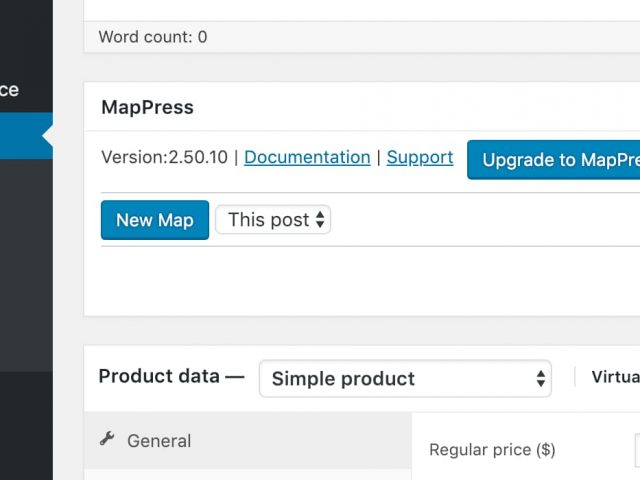 Word count: 0
ce
MapPress
Version:2.50.10 | Documentation | Support Upgrade to MapPre
New Map This post
Product data — Simple product Virtua
General
Regular price ($)